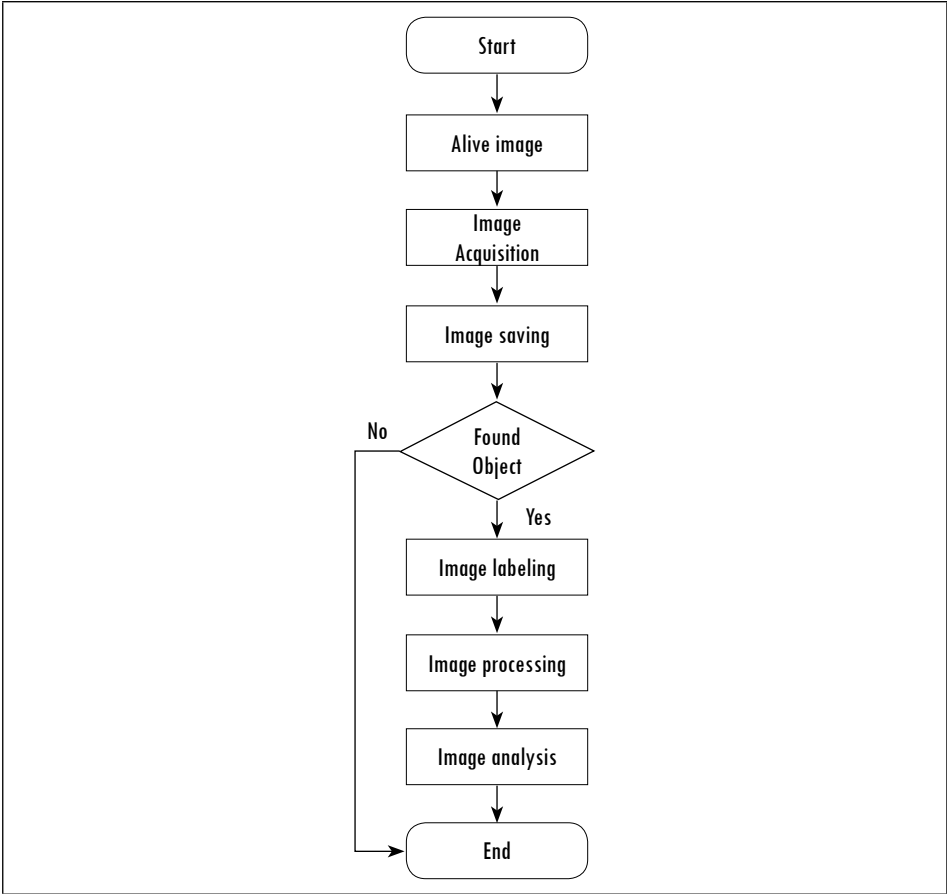 Start
Alive image
Image
Acquisition
Image saving
No
Found
Object
Yes
Image labeling
Image processing
Image analysis
End